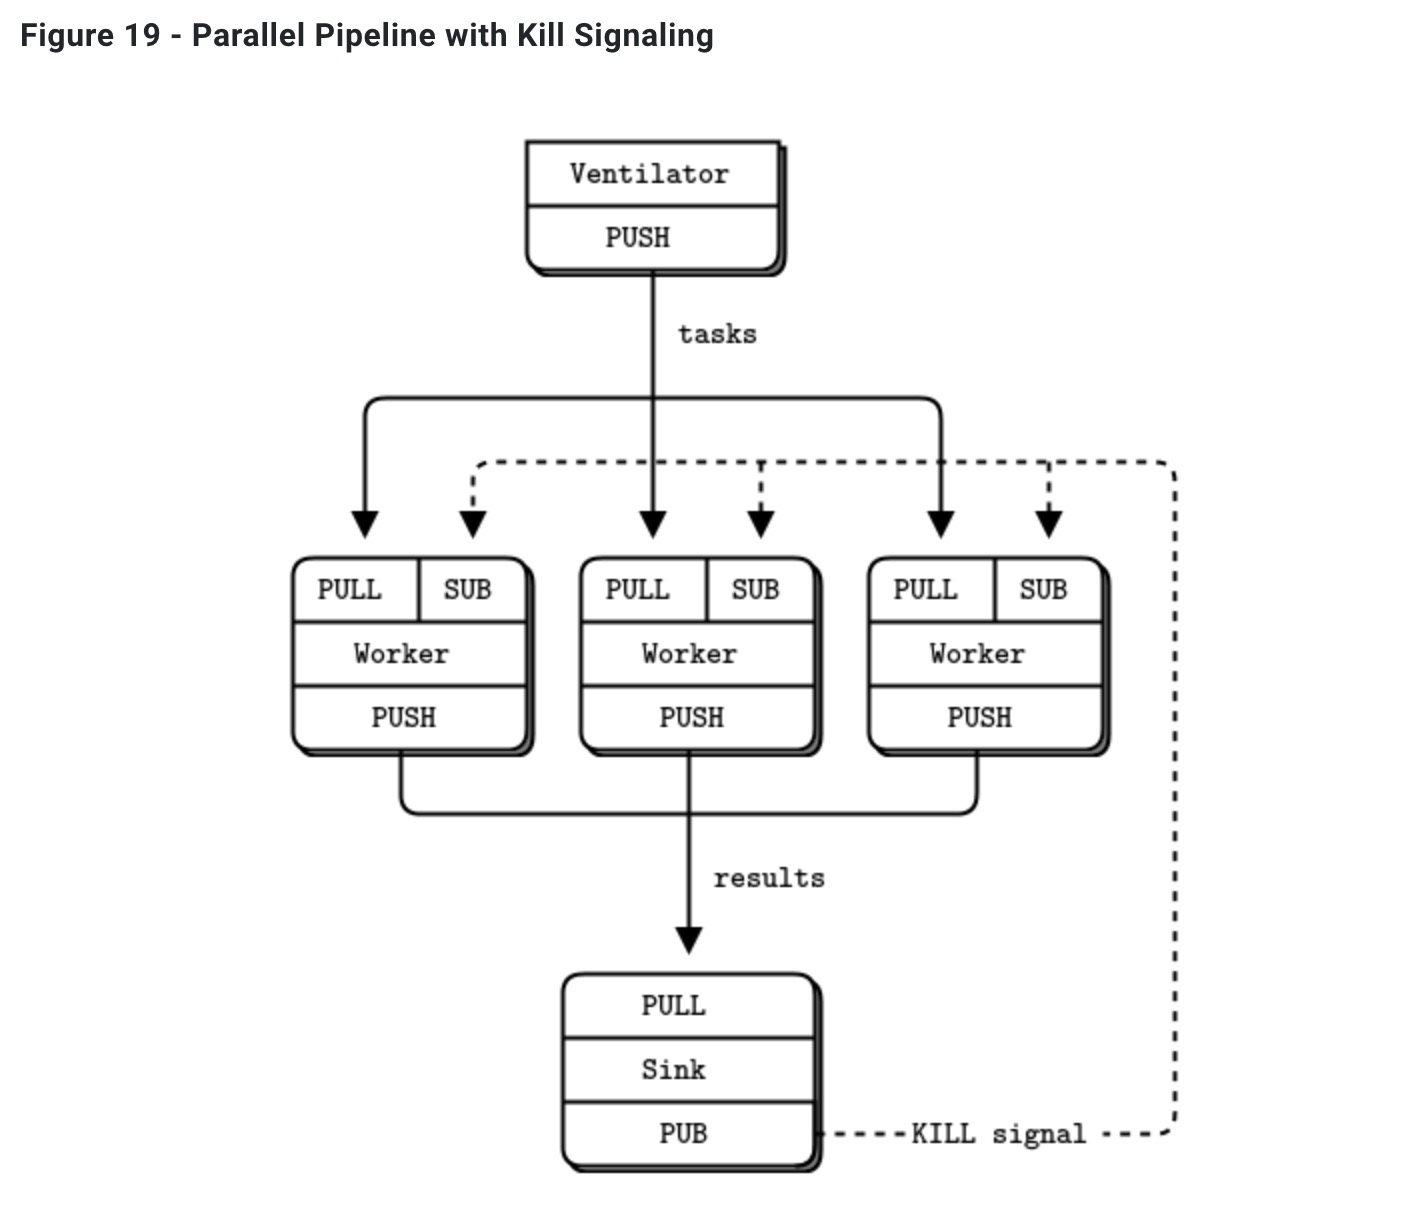 Figure 19 - Parallel Pipeline with Kill Signaling
Ventilator
PUSH
tasks
PULL SUB PULL SUB PULL SUB
Worker Worker Worker
PUSH PUSH PUSH
results
PULL
Sink
PUB
KILL signal